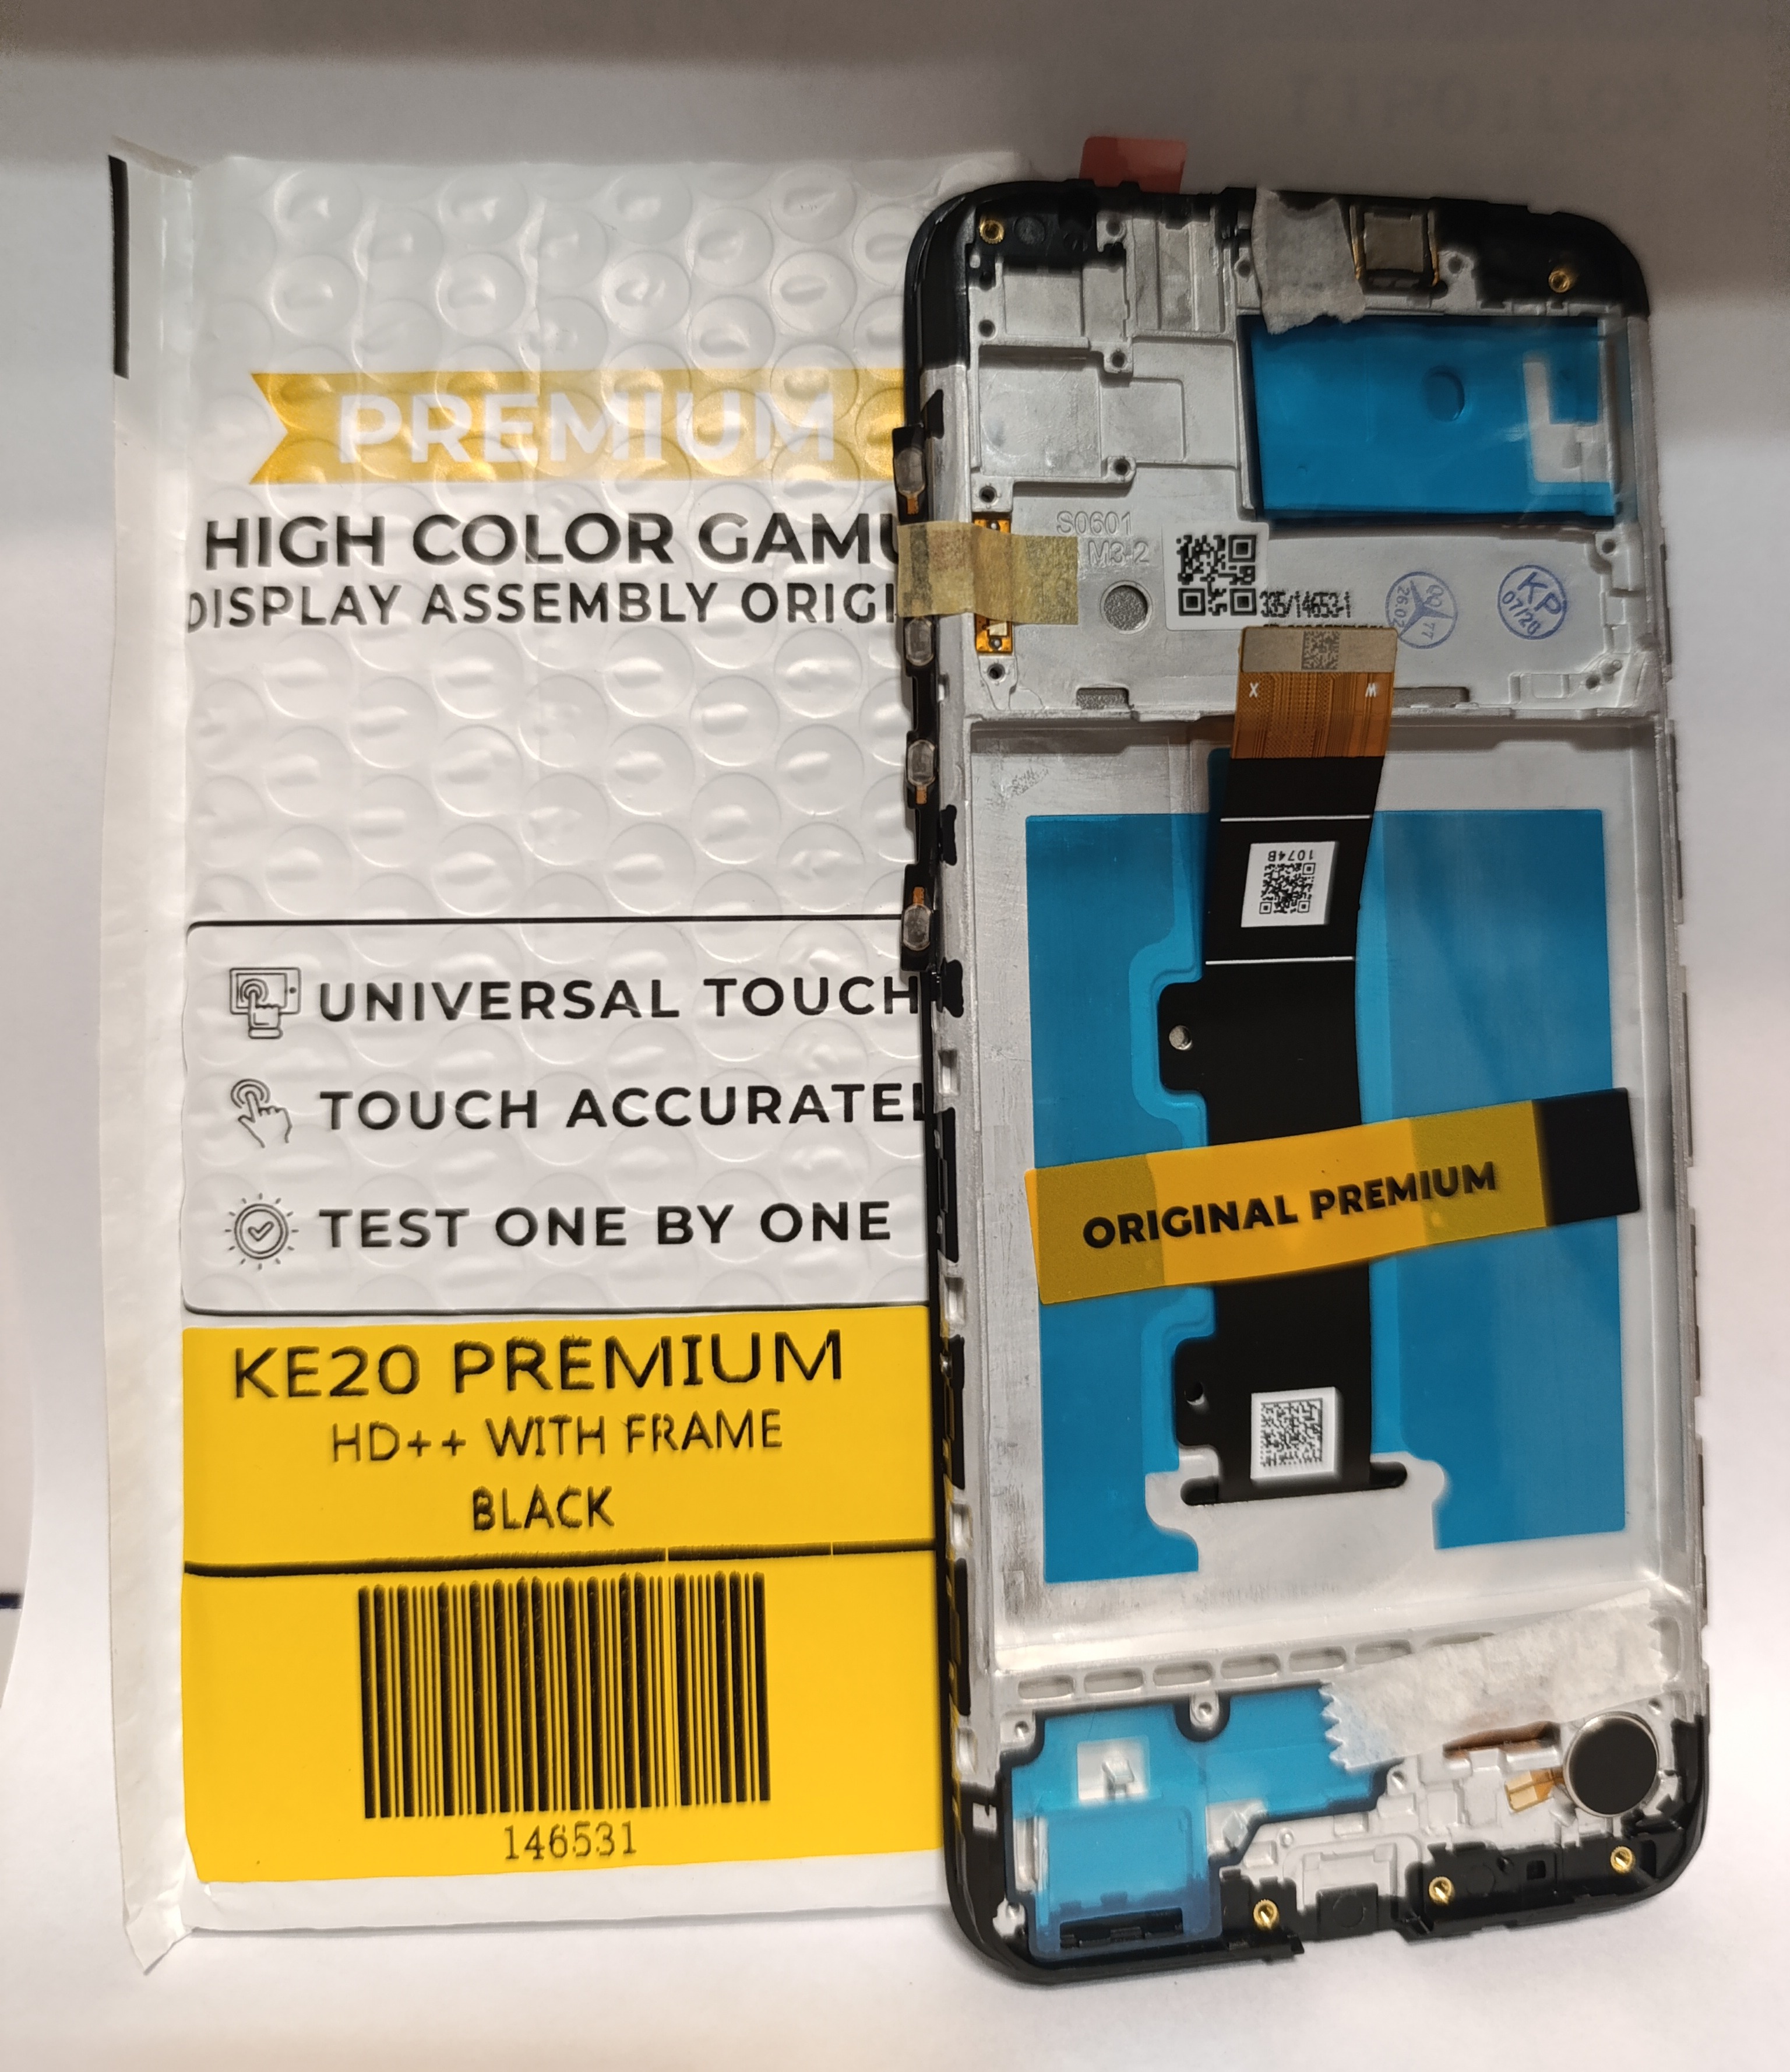 PREMIUM
HIGH COLOR GAMU
DISPLAY ASSEMBLY ORIGI
UNIVERSAL TOUCH
TOUCH ACCURATEL
TEST ONE BY ONE
KE20 PREMIUM
HD++ WITH FRAME
BLACK
146531
S0601
M3-2
335/14653-1
KP
07/20
X
W
1074B
ORIGINAL PREMIUM